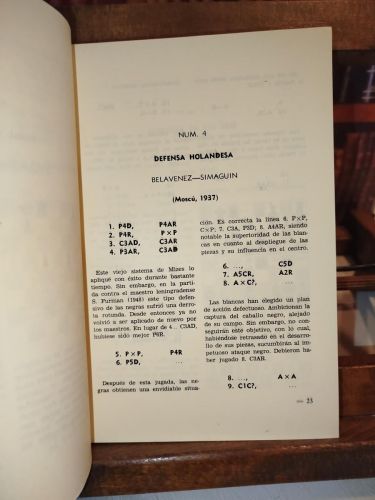 NUM. 4
DEFENSA HOLANDESA
BELAVENEZ—SIMAGUIN
(Moscú, 1937)
1. P4D, P4AR
2. P4R, P×P
3. C3AD, C3AR
4. P3AR, C3AD
Este viejo sistema de Mizes lo
apliqué con éxito durante bastante
tiempo. Sin embargo, en la parti-
da contra el maestro leningradense
S. Furman (1948) este tipo defen-
sivo de las negras sufrió una derro-
ta rotunda. Desde entonces ya no
volvió a ser aplicado de nuevo por
los maestros. En lugar de 4... C3AD,
hubiese sido mejor P4R.
5. P×P, P4R
6. P5D, ...
Después de esta jugada, las ne-
gras obtienen una envidiable situa-
ción. Es correcta la línea 6. P×P,
C×P; 7. C3A, P3D; 8. A4AR, siendo
notable la superioridad de las blan-
cas en cuanto al despliegue de las
piezas y su influencia en el centro.
6. ..., C5D
7. A5CR, A2R
8. A×C?, ...
Las blancas han elegido un plan
de acción defectuoso. Ambicionan la
captura del caballo negro, alejado
de su campo. Sin embargo, no con-
seguirán este objetivo, con lo cual,
habiéndose retrasado en el desarro-
llo de sus piezas, sucumbirán al im-
petuoso ataque negro. Debieron ha-
ber jugado 8. C3AR.
8. ..., A×A
9. C1C?, ...
23